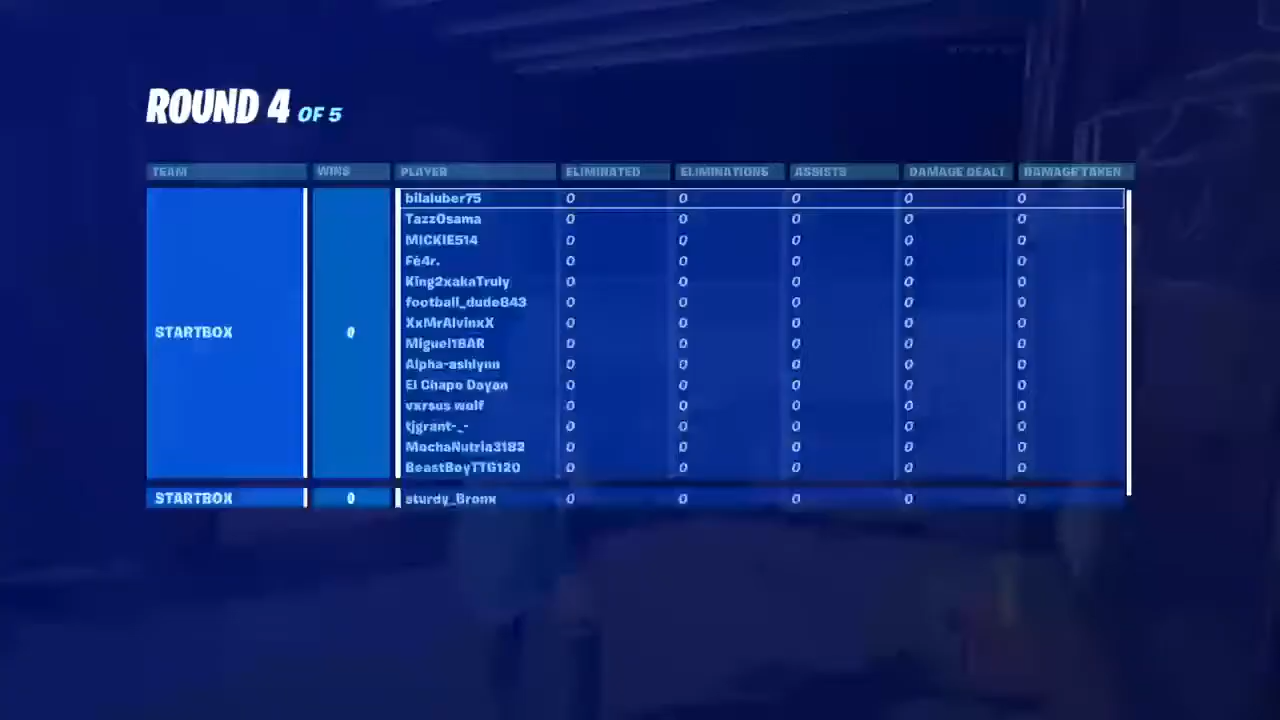 ROUND 4 OF 5
TEAM WINS PLAYER ELIMINATED ELIMINATIONS ASSISTS DAMAGE DEALT DAMAGE TAKEN
bilaluber75 0 0 0 0 0
TazzOsama 0 0 0 0 0
MICKIE514 0 0 0 0 0
Fé4r. 0 0 0 0 0
King2xakaTruly 0 0 0 0 0
football_dude843 0 0 0 0 0
XxMrAlvinxX 0 0 0 0 0
STARTBOX 0
Miguel1BAR 0 0 0 0 0
Alpha-ashlynn 0 0 0 0 0
El Chapo Dayan 0 0 0 0 0
vxrsus wolf 0 0 0 0 0
tjgrant-_- 0 0 0 0 0
MochaNutria3182 0 0 0 0 0
BeastBoyTTG120 0 0 0 0 0
STARTBOX 0 sturdy_Bronx 0 0 0 0 0